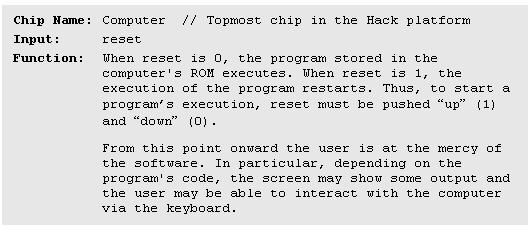 Chip Name: Computer // Topmost chip in the Hack platform
Input: reset
Function: When reset is 0, the program stored in the
computer's ROM executes. When reset is 1, the
execution of the program restarts. Thus, to start a
program’s execution, reset must be pushed “up” (1)
and “down” (0).
From this point onward the user is at the mercy of
the software. In particular, depending on the
program's code, the screen may show some output and
the user may be able to interact with the computer
via the keyboard.